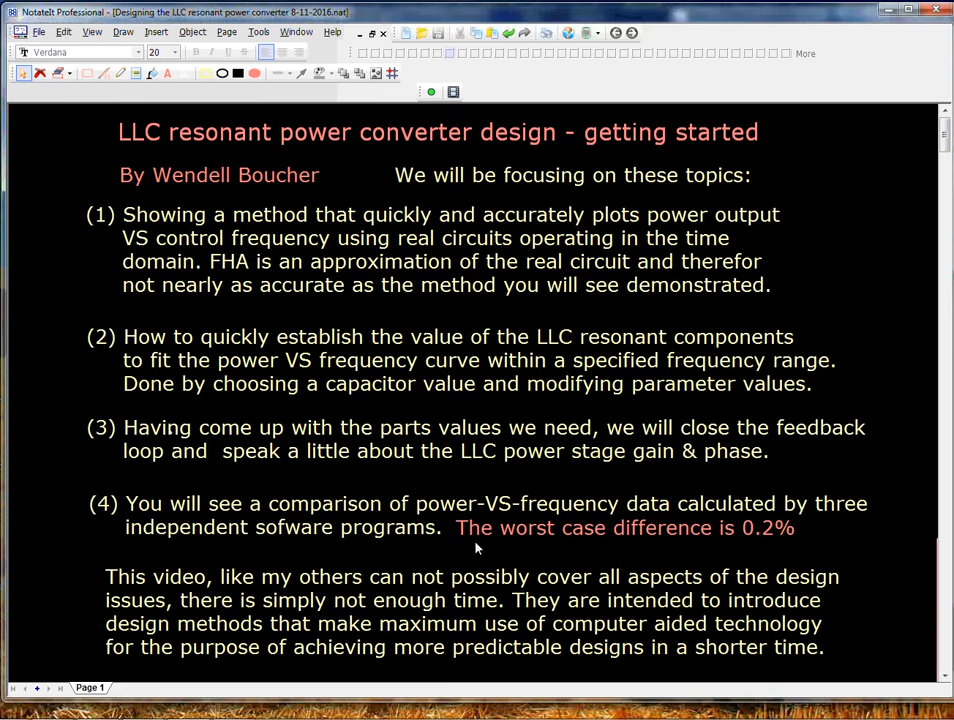 NotateIt Professional - [Designing the LLC resonant power converter 8-11-2016.nat]
File Edit View Draw Insert Object Page Tools Window Help
Verdana 20 B I U More
LLC resonant power converter design - getting started
By Wendell Boucher We will be focusing on these topics:
(1) Showing a method that quickly and accurately plots power output
VS control frequency using real circuits operating in the time
domain. FHA is an approximation of the real circuit and therefor
not nearly as accurate as the method you will see demonstrated.
(2) How to quickly establish the value of the LLC resonant components
to fit the power VS frequency curve within a specified frequency range.
Done by choosing a capacitor value and modifying parameter values.
(3) Having come up with the parts values we need, we will close the feedback
loop and speak a little about the LLC power stage gain & phase.
(4) You will see a comparison of power-VS-frequency data calculated by three
independent sofware programs. The worst case difference is 0.2%
This video, like my others can not possibly cover all aspects of the design
issues, there is simply not enough time. They are intended to introduce
design methods that make maximum use of computer aided technology
for the purpose of achieving more predictable designs in a shorter time.
Page 1